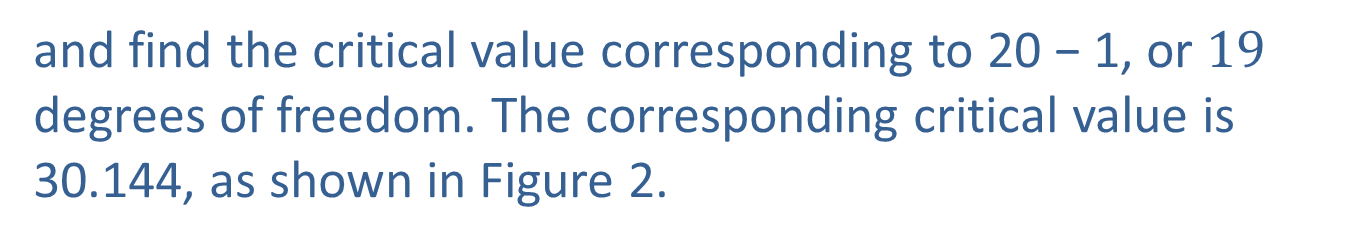 and find the critical value corresponding to 20 − 1, or 19
degrees of freedom. The corresponding critical value is
30.144, as shown in Figure 2.